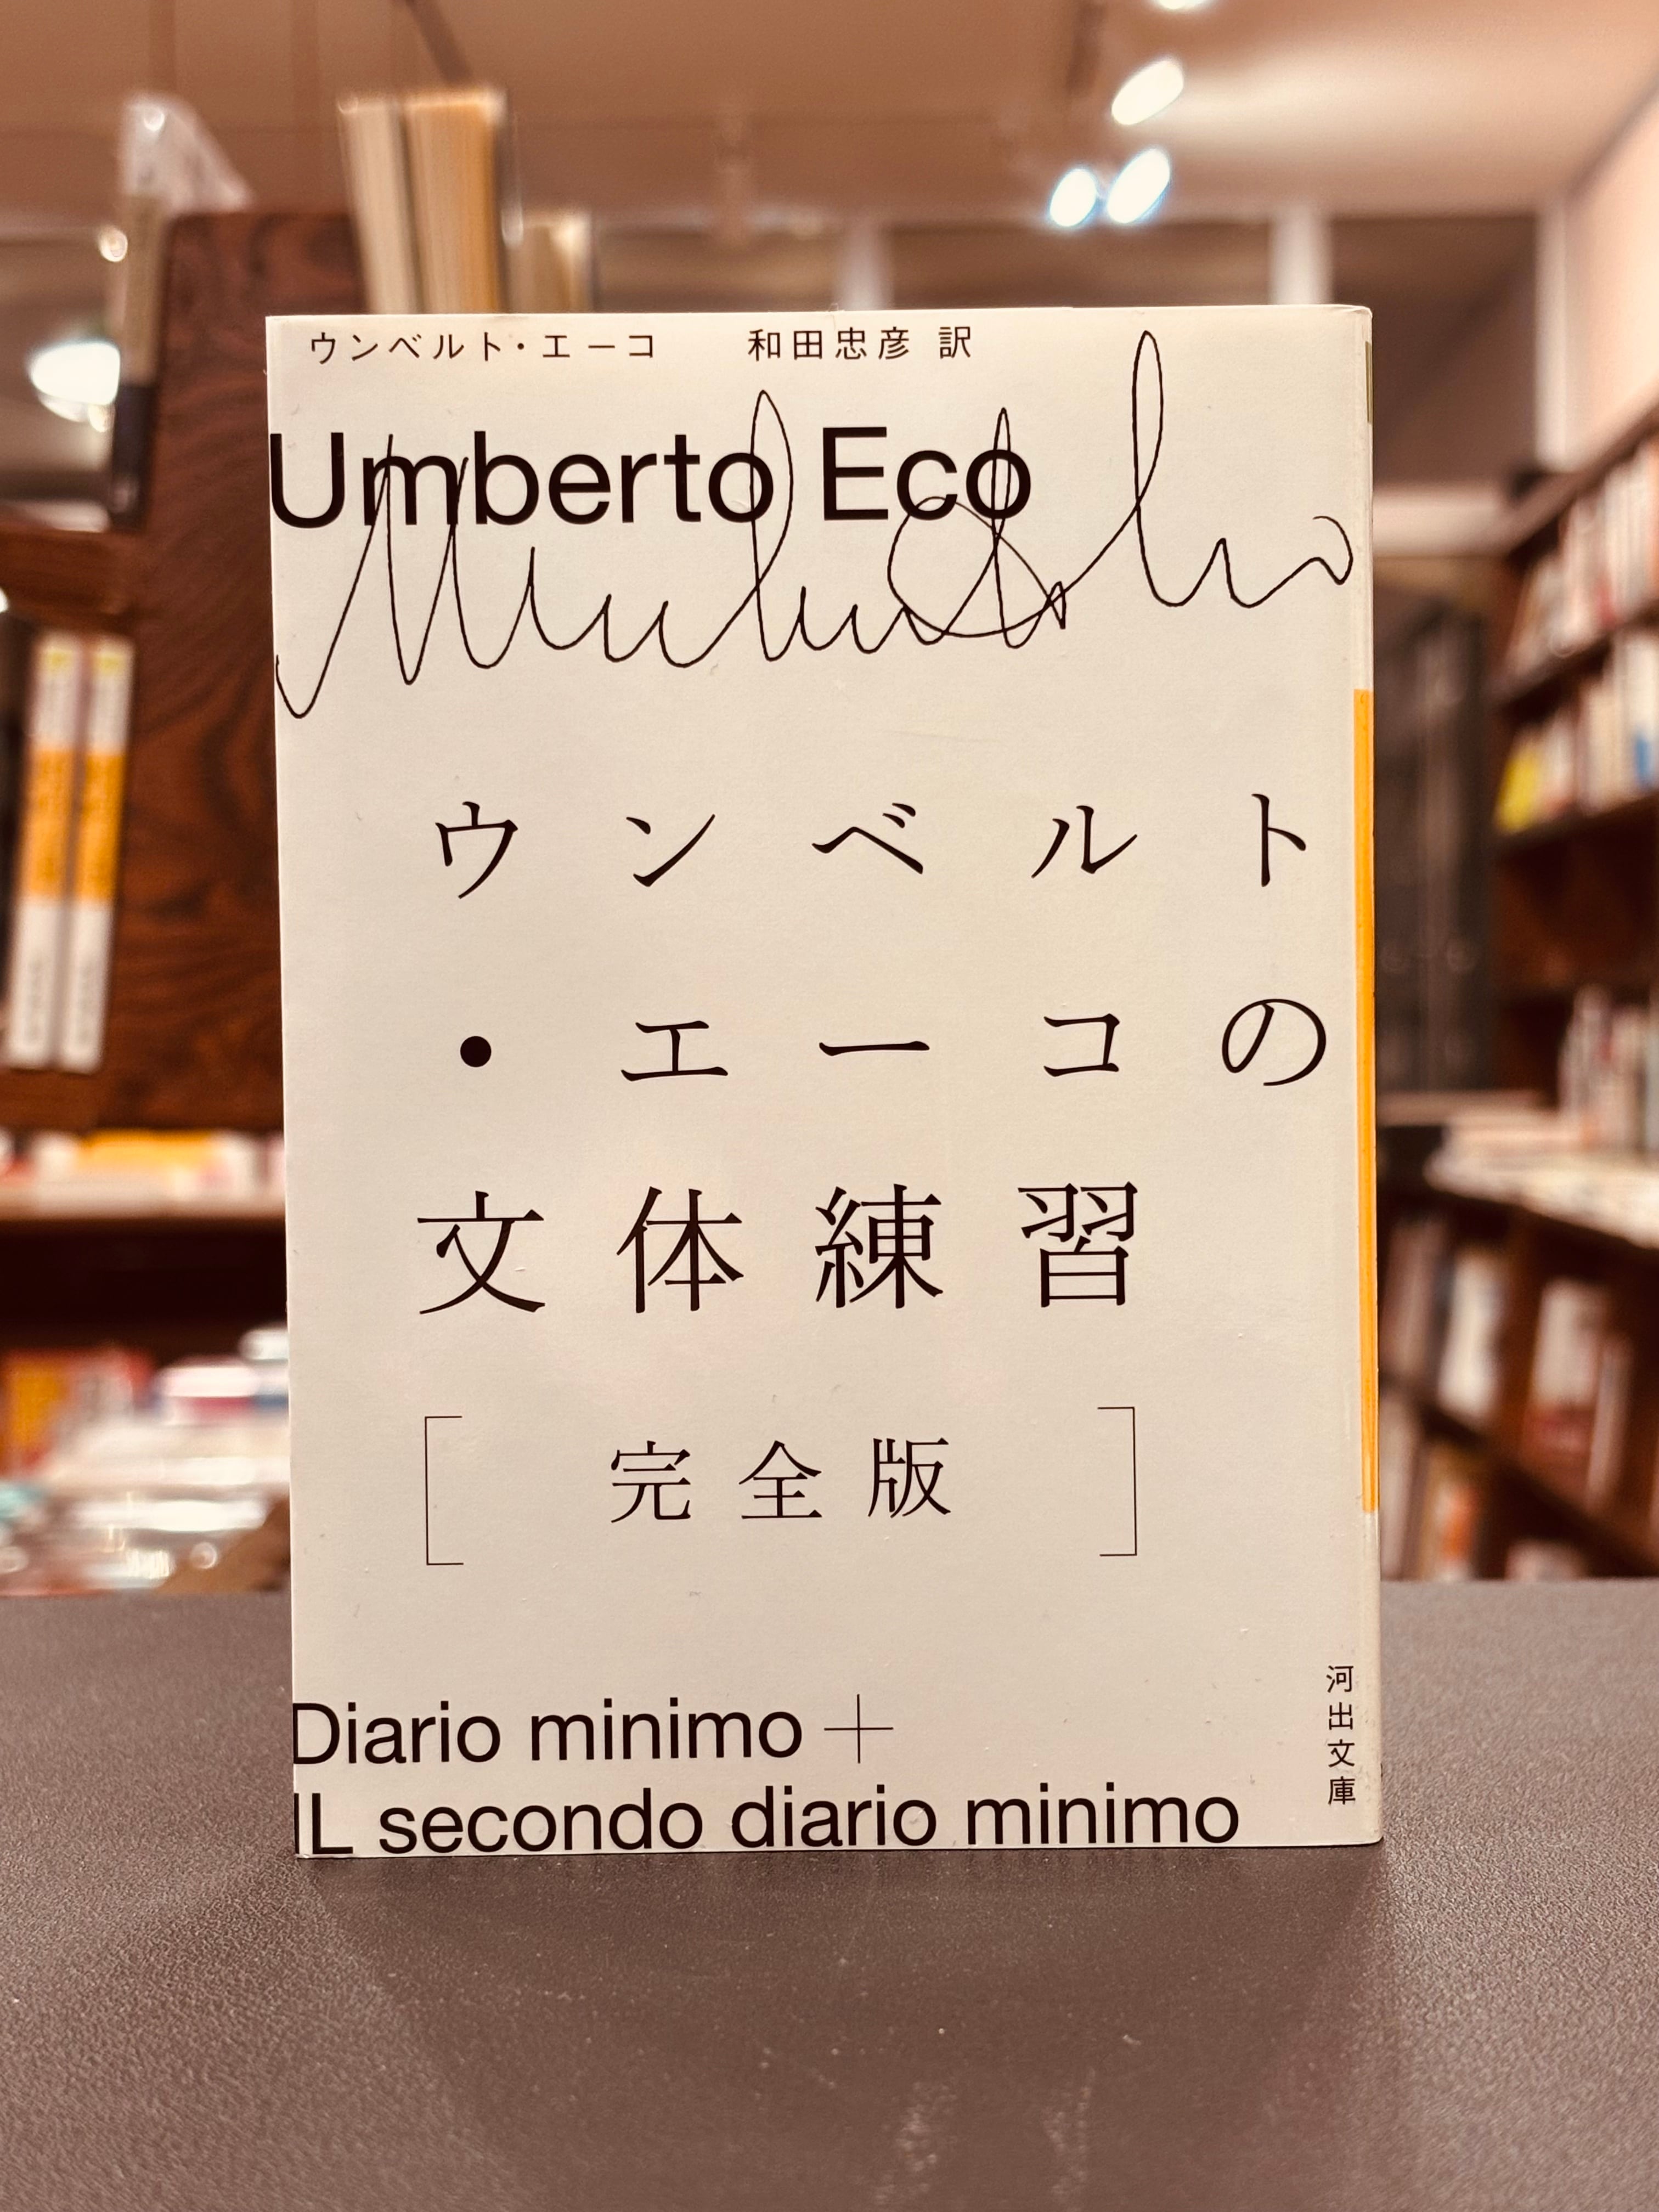 ウンベルト・エーコ　和田忠彦 訳
Umberto Eco
ウンベルト
・エーコの
文体練習
[完全版]
Diario minimo+
IL secondo diario minimo
河出文庫